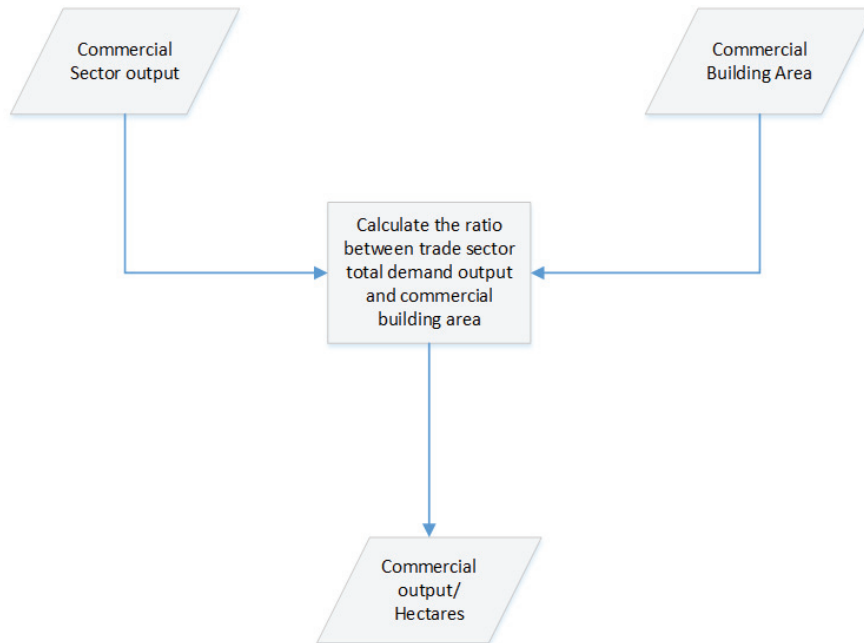 Commercial
Sector output
Commercial
Building Area
Calculate the ratio
between trade sector
total demand output
and commercial
building area
Commercial
output/
Hectares